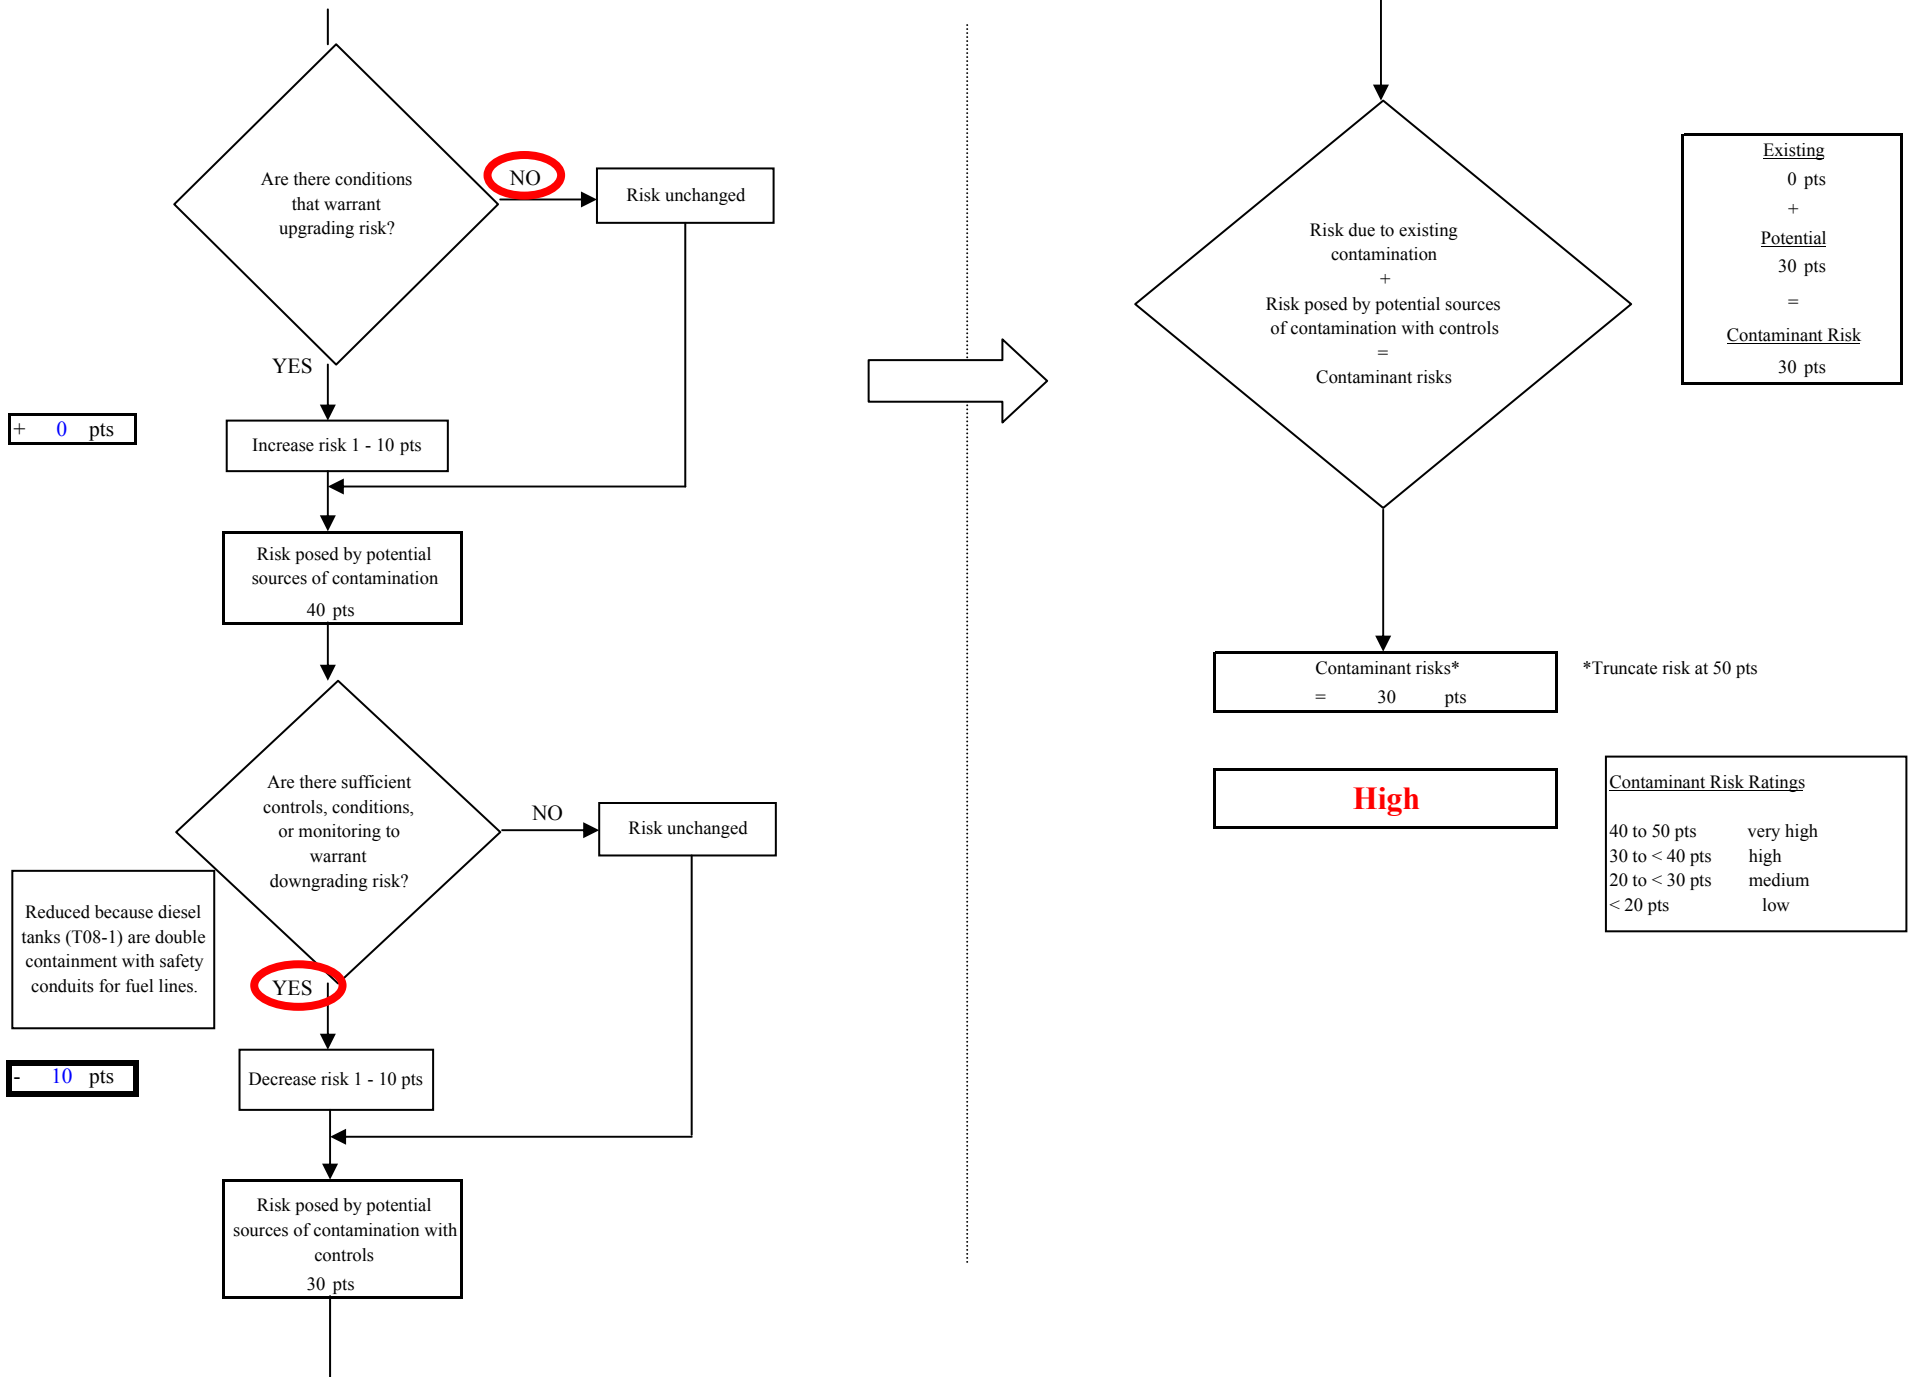 Are there conditions
that warrant
upgrading risk?
NO
Risk unchanged
YES
+ 0 pts
Increase risk 1 - 10 pts
Risk posed by potential
sources of contamination
40 pts
Are there sufficient
controls, conditions,
or monitoring to
warrant
downgrading risk?
NO
Risk unchanged
Reduced because diesel
tanks (T08-1) are double
containment with safety
conduits for fuel lines.
YES
- 10 pts
Decrease risk 1 - 10 pts
Risk posed by potential
sources of contamination with
controls
30 pts
Risk due to existing
contamination
+
Risk posed by potential sources
of contamination with controls
=
Contaminant risks
Existing
0 pts
+
Potential
30 pts
=
Contaminant Risk
30 pts
Contaminant risks*
= 30 pts
*Truncate risk at 50 pts
High
Contaminant Risk Ratings
40 to 50 pts very high
30 to < 40 pts high
20 to < 30 pts medium
< 20 pts low